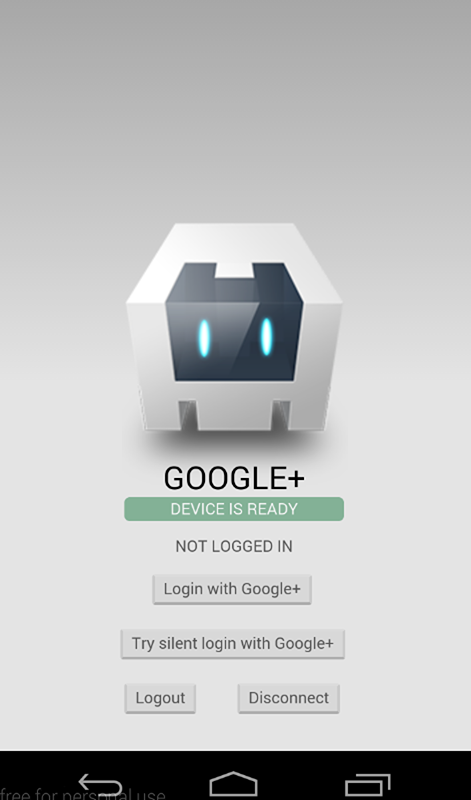 GOOGLE+
DEVICE IS READY
NOT LOGGED IN
Login with Google+
Try silent login with Google+
Logout Disconnect
free for personal use